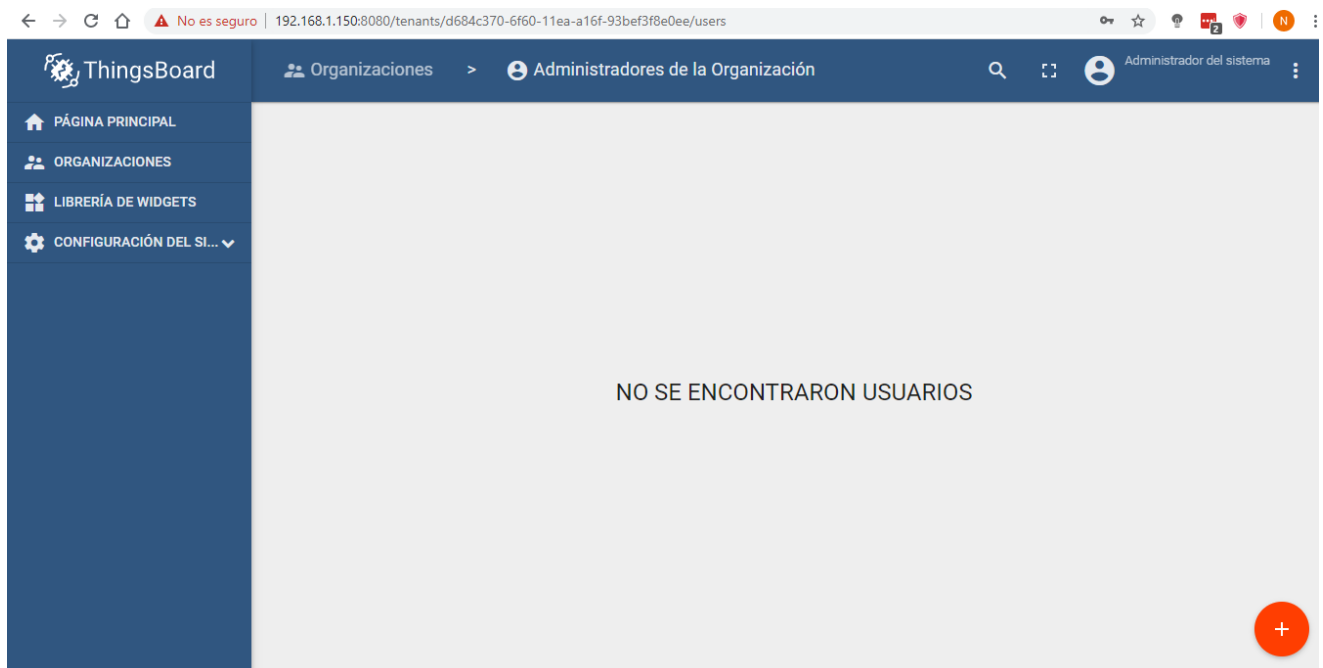 No es seguro | 192.168.1.150:8080/tenants/d684c370-6f60-11ea-a16f-93bef3f8e0ee/users
2
N
ThingsBoard
Organizaciones > Administradores de la Organización
Administrador del sistema
PÁGINA PRINCIPAL
ORGANIZACIONES
LIBRERÍA DE WIDGETS
CONFIGURACIÓN DEL SI...
NO SE ENCONTRARON USUARIOS
+